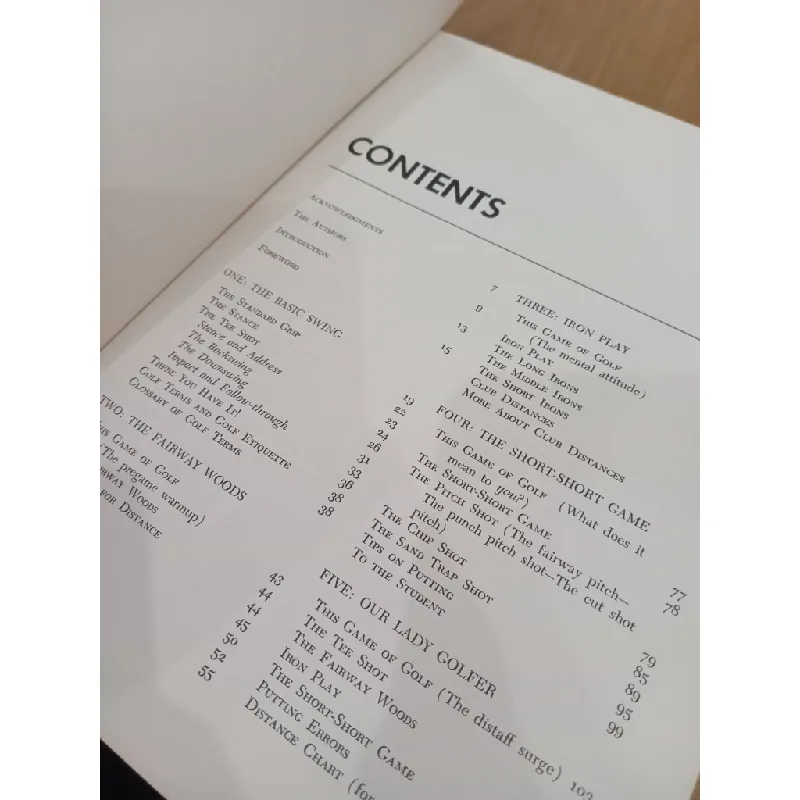 CONTENTS
ACKNOWLEDGMENTS
THE AUTHORS
INTRODUCTION
FOREWORD
ONE: THE BASIC SWING
THE STANDARD GRIP
THE STANCE
THE TEE SHOT
Stance and Address
The Backswing
The Downswing
Impact and Follow-through
THERE YOU HAVE IT!
GOLF TERMS AND GOLF ETIQUETTE
GLOSSARY OF GOLF TERMS
TWO: THE FAIRWAY WOODS
HIS GAME OF GOLF
(The pregame warmup)
WOODS
FOR DISTANCE
7
9
13
15
19
22
23
24
26
31
33
36
38
38
43
44
44
45
50
52
55
THREE: IRON PLAY
THIS GAME OF GOLF
(The mental attitude)
IRON PLAY
THE LONG IRONS
THE MIDDLE IRONS
THE SHORT IRONS
CLUB DISTANCES
MORE ABOUT CLUB DISTANCES
FOUR: THE SHORT-SHORT GAME
THIS GAME OF GOLF (What does it
mean to you?)
THE SHORT-SHORT GAME
THE PITCH SHOT (The fairway pitch--
The punch pitch shot--The cut shot
pitch)
THE CHIP SHOT
THE SAND TRAP SHOT
TIPS ON PUTTING
TO THE STUDENT
77
78
79
85
89
95
99
FIVE: OUR LADY GOLFER
THIS GAME OF GOLF (The distaff surge) 103
THE TEE SHOT
THE FAIRWAY WOODS
IRON PLAY
THE SHORT-SHORT GAME
PUTTING ERRORS
DISTANCE CHART (for